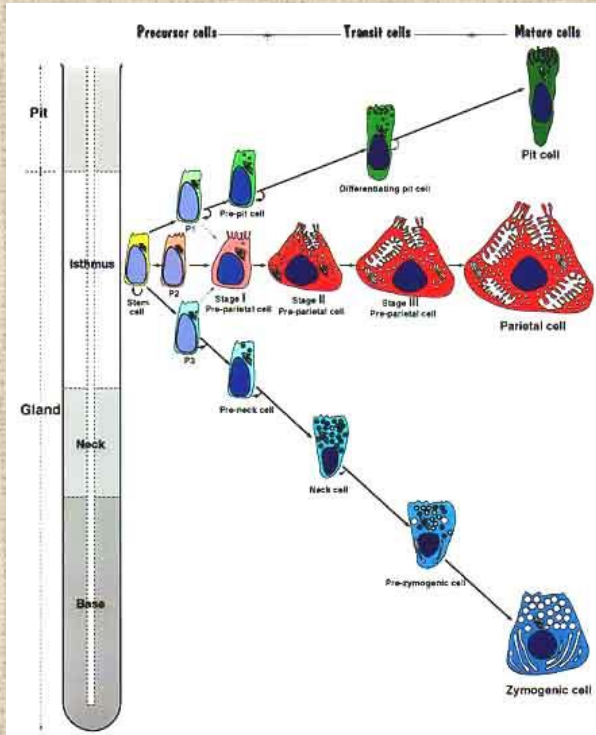 Precursor cells
Transit cells
Mature cells
Pit
Pit cell
Differentiating pit cell
P1
Pre-pit cell
Isthmus
Stem
cell
P2
Stage I
Pre-parietal cell
Stage II
Pre-parietal cell
Stage III
Pre-parietal cell
Parietal cell
P3
Pre-neck cell
Gland
Neck
Neck cell
Pre-zymogenic cell
Base
Zymogenic cell